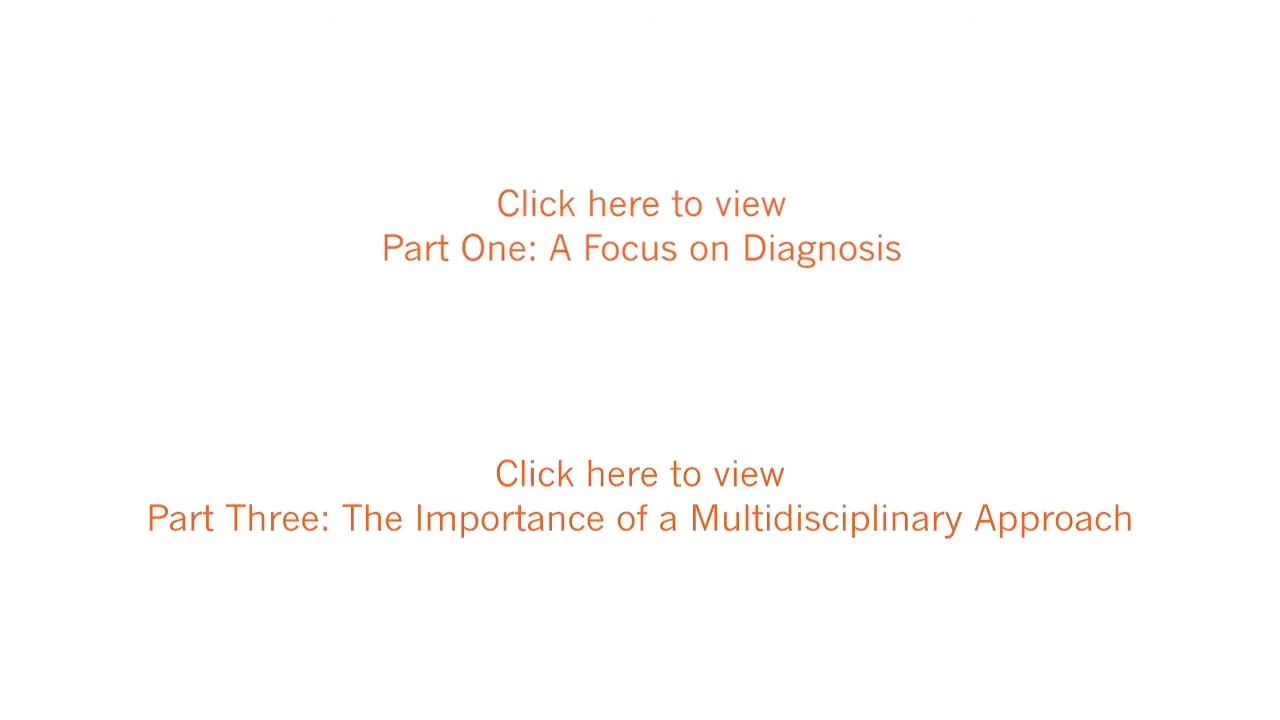 Click here to view
Part One: A Focus on Diagnosis
Click here to view
Part Three: The Importance of a Multidisciplinary Approach